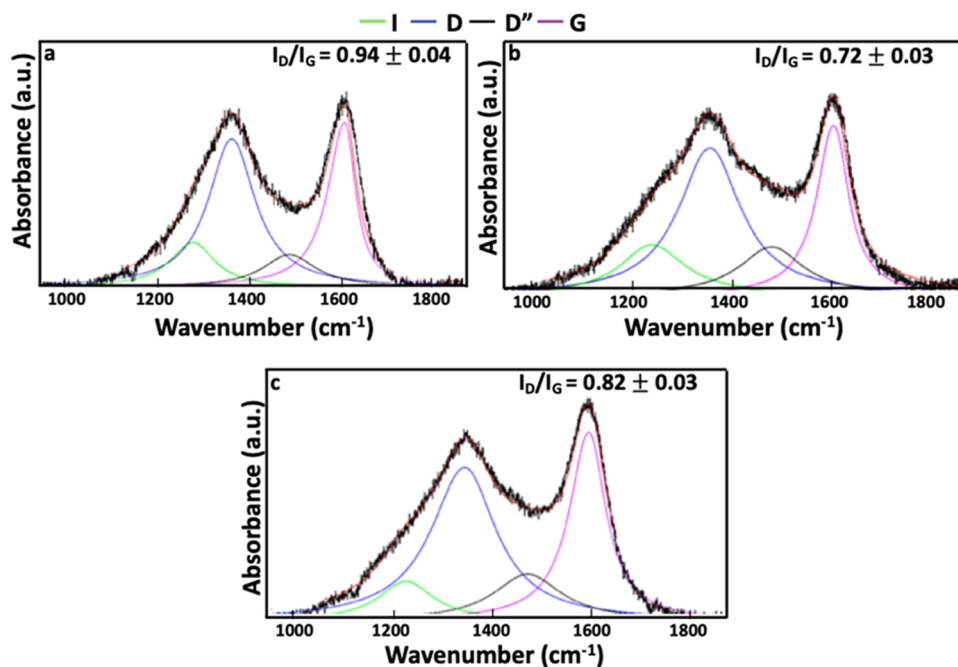 I D D” G
a
I_D/I_G = 0.94 ± 0.04
Absorbance (a.u.)
1000 1200 1400 1600 1800
Wavenumber (cm⁻¹)
b
I_D/I_G = 0.72 ± 0.03
Absorbance (a.u.)
1000 1200 1400 1600 1800
Wavenumber (cm⁻¹)
c
I_D/I_G = 0.82 ± 0.03
Absorbance (a.u.)
1000 1200 1400 1600 1800
Wavenumber (cm⁻¹)